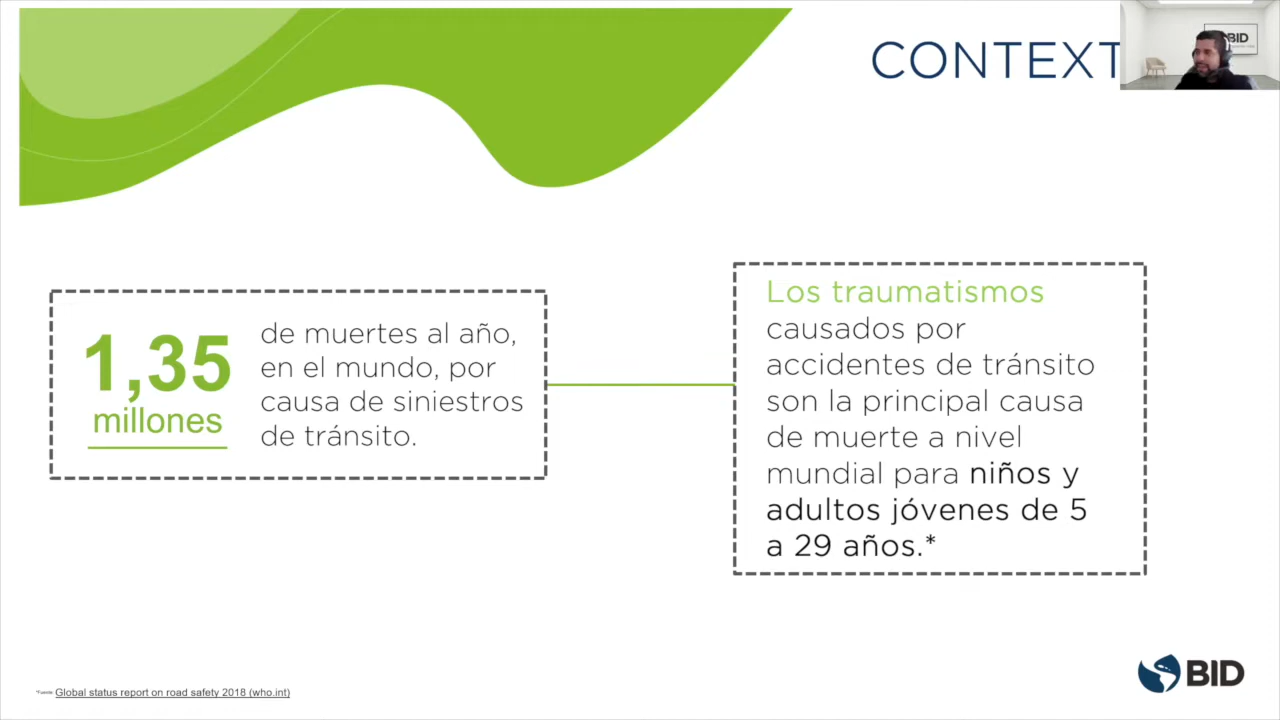 CONTEXT
BID
1,35
millones
de muertes al año,
en el mundo, por
causa de siniestros
de tránsito.
Los traumatismos
causados por
accidentes de tránsito
son la principal causa
de muerte a nivel
mundial para niños y
adultos jóvenes de 5
a 29 años.*
*Fuente: Global status report on road safety 2018 (who.int)
BID